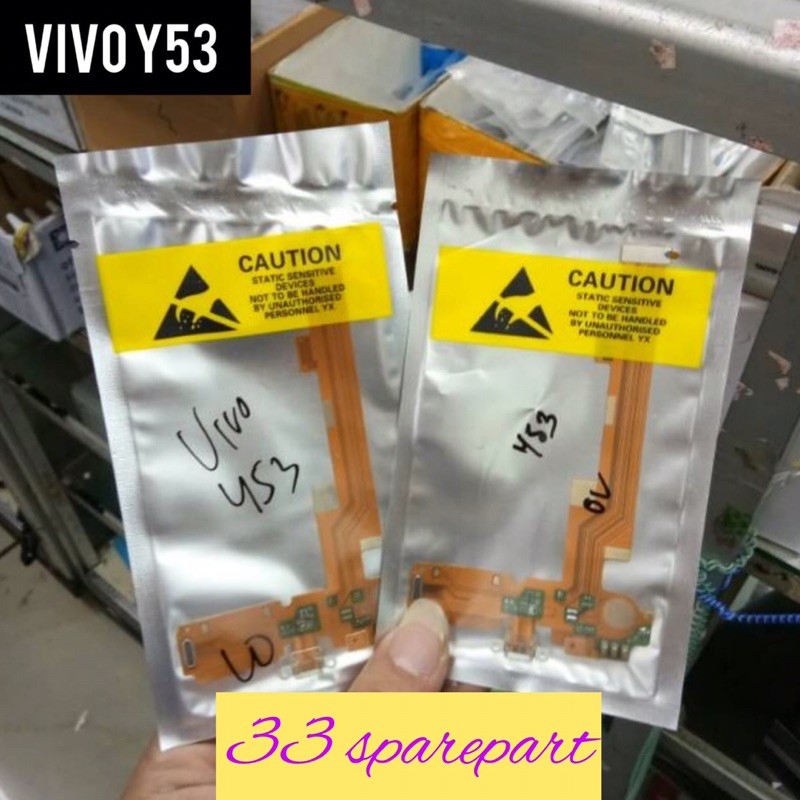 VIVO Y53
CAUTION
STATIC SENSITIVE
DEVICES
NOT TO BE HANDLED
BY UNAUTHORISED
PERSONNEL YX
Vivo
Y53
CAUTION
STATIC SENSITIVE
DEVICES
NOT TO BE HANDLED
BY UNAUTHORISED
PERSONNEL YX
Y53
33 sparepart